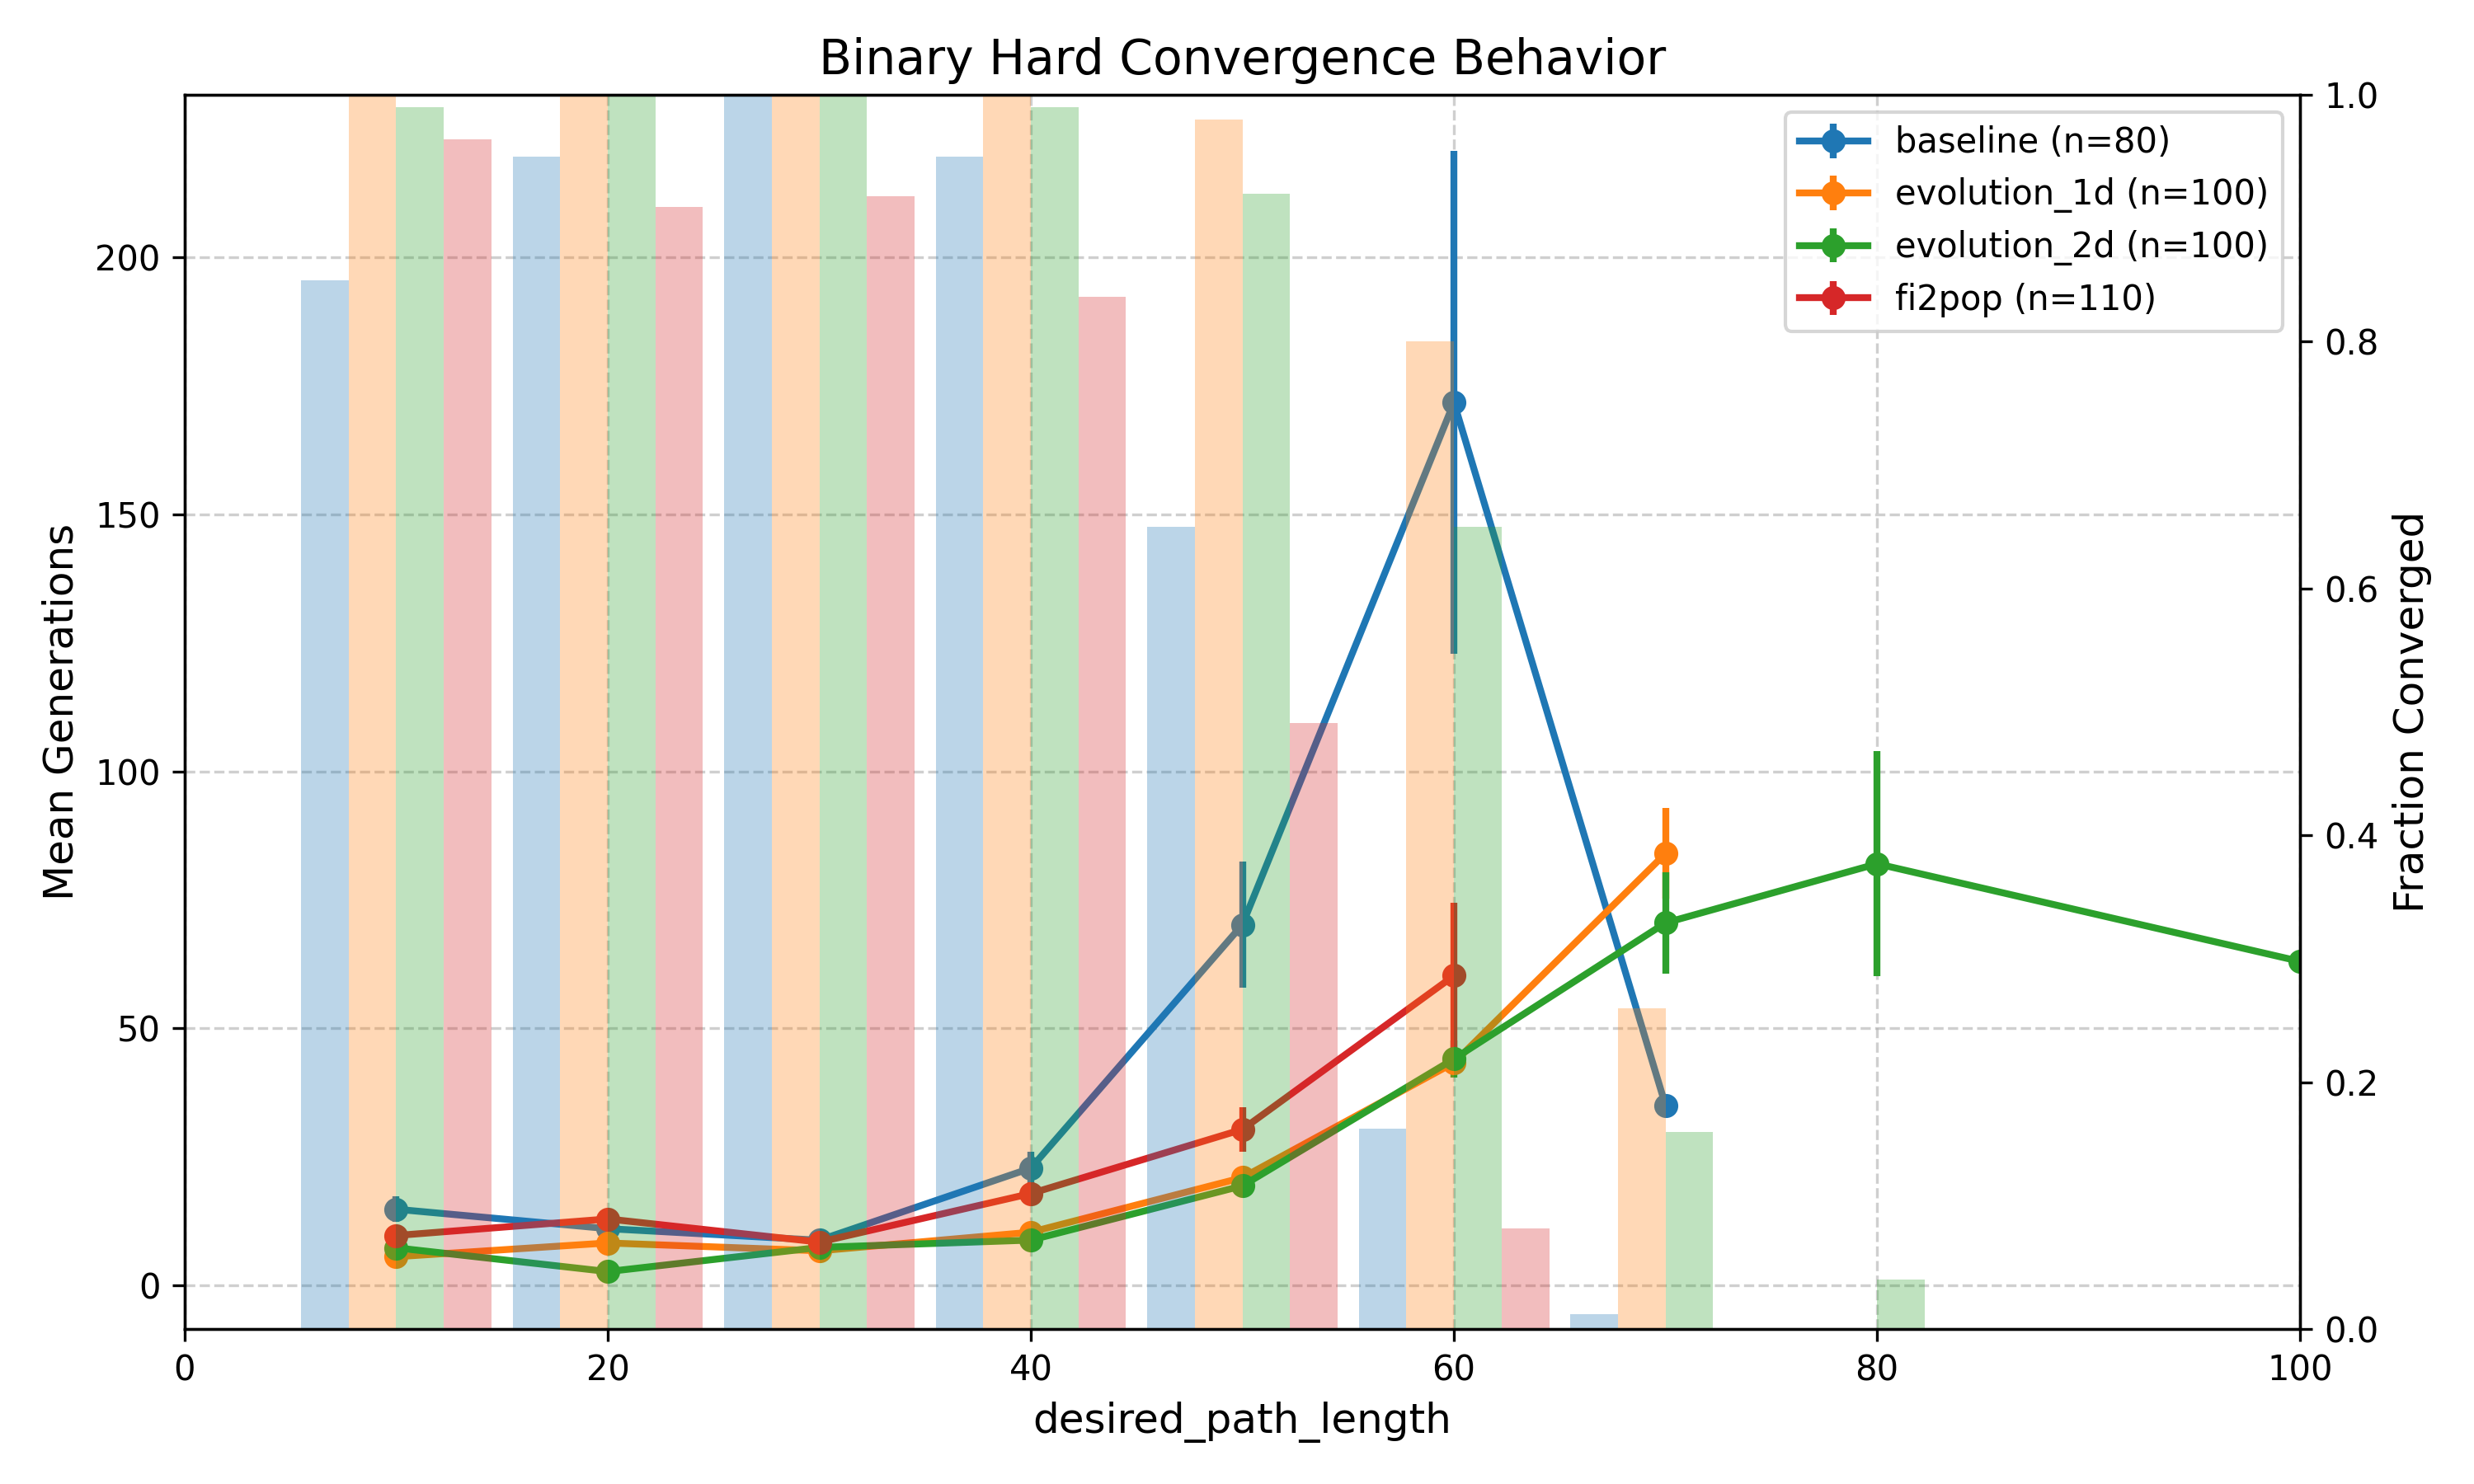 Binary Hard Convergence Behavior
baseline (n=80)
evolution_1d (n=100)
evolution_2d (n=100)
fi2pop (n=110)
Mean Generations
200
150
100
50
0
Fraction Converged
1.0
0.8
0.6
0.4
0.2
0.0
0 20 40 60 80 100
desired_path_length